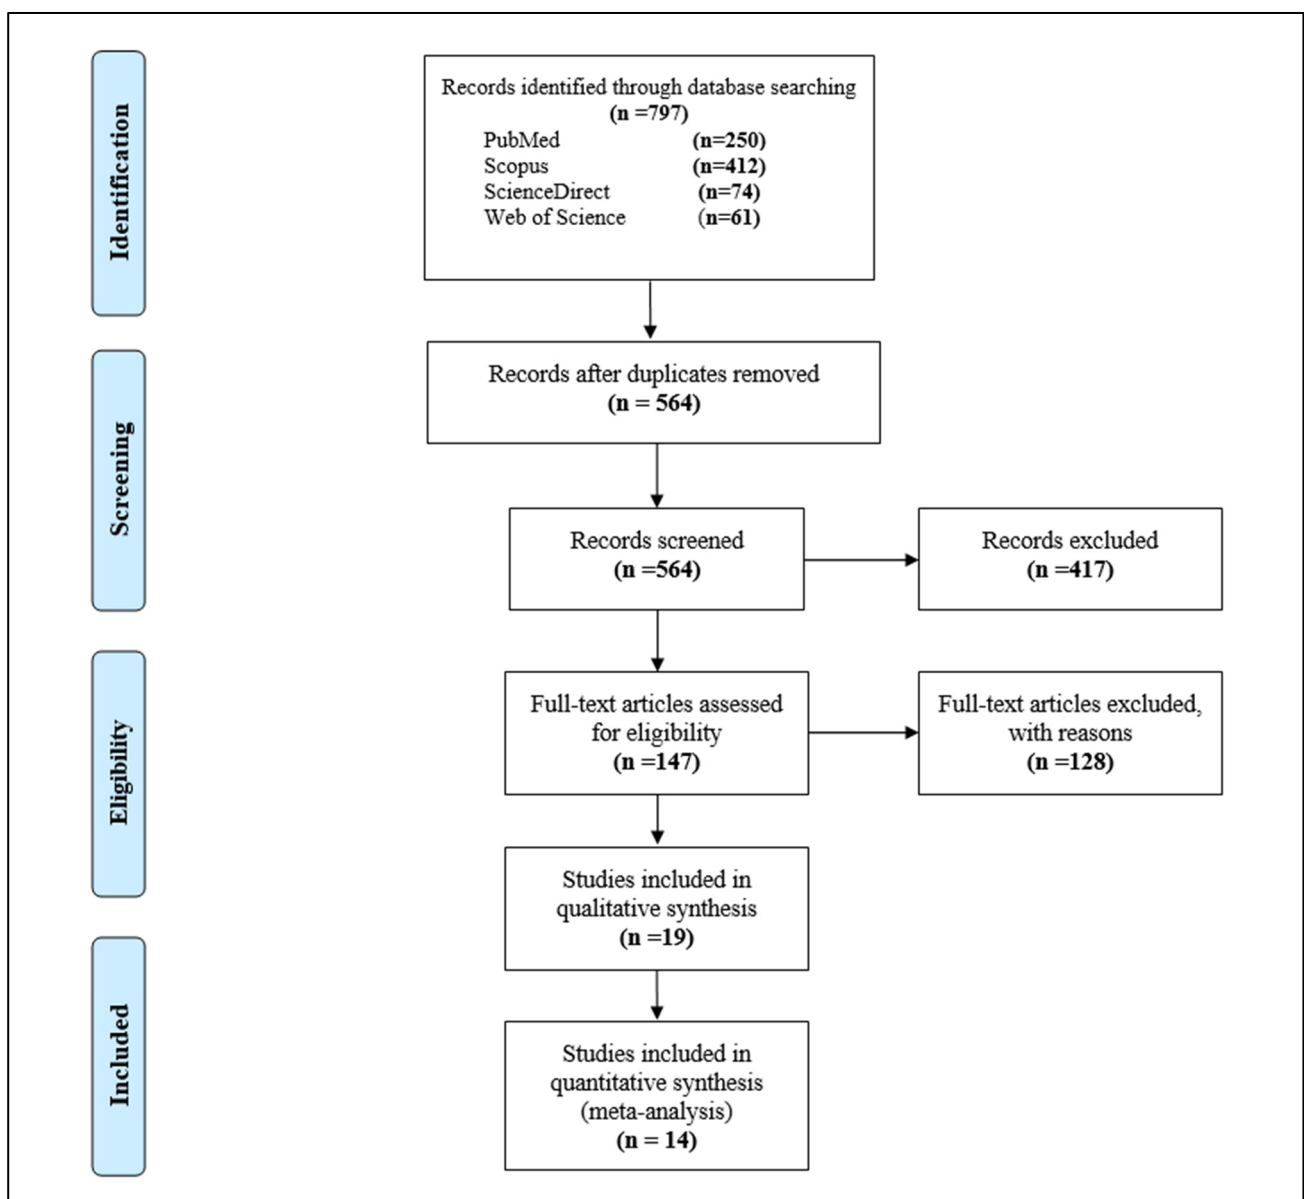 Identification
Records identified through database searching
(n =797)
PubMed (n=250)
Scopus (n=412)
ScienceDirect (n=74)
Web of Science (n=61)
Screening
Records after duplicates removed
(n = 564)
Records screened
(n =564)
Records excluded
(n =417)
Eligibility
Full-text articles assessed
for eligibility
(n =147)
Full-text articles excluded,
with reasons
(n =128)
Studies included in
qualitative synthesis
(n =19)
Included
Studies included in
quantitative synthesis
(meta-analysis)
(n = 14)